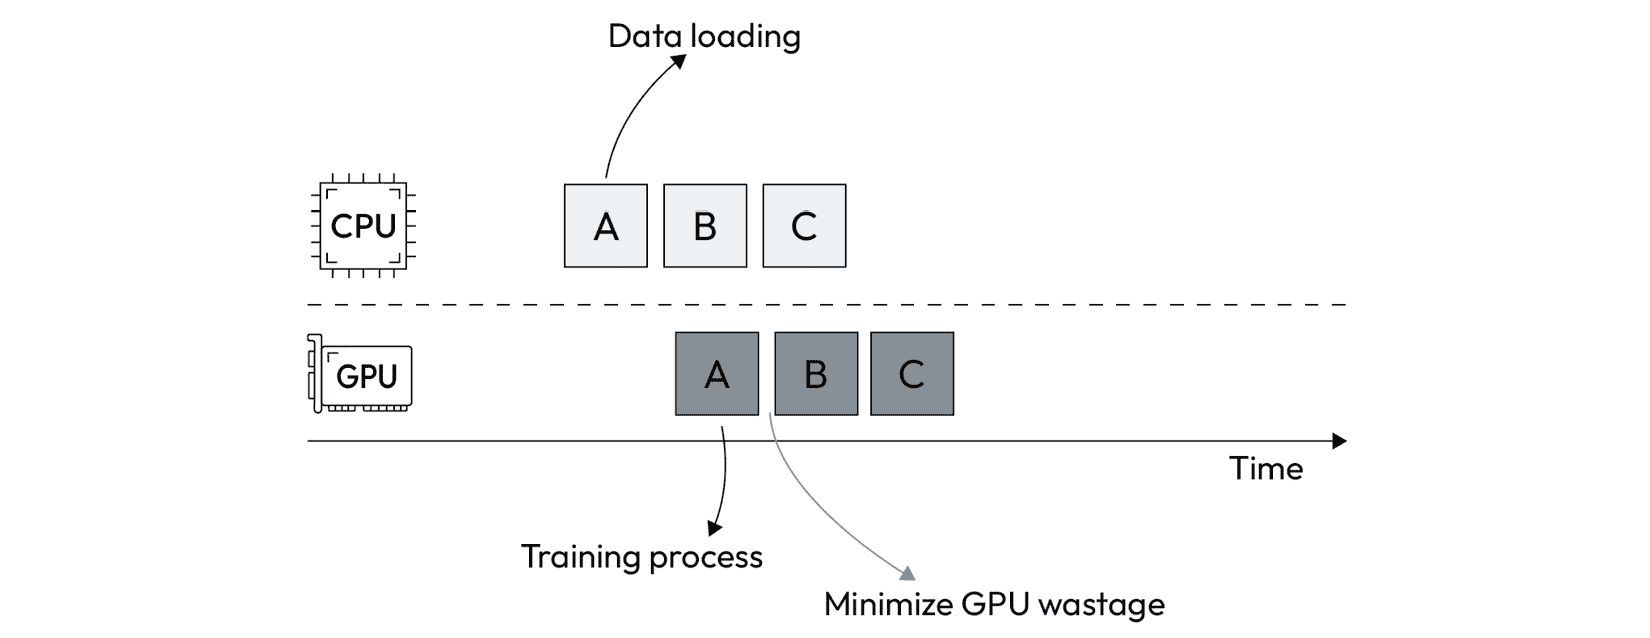 Data loading
CPU
A B C
GPU
A B C
Time
Training process
Minimize GPU wastage